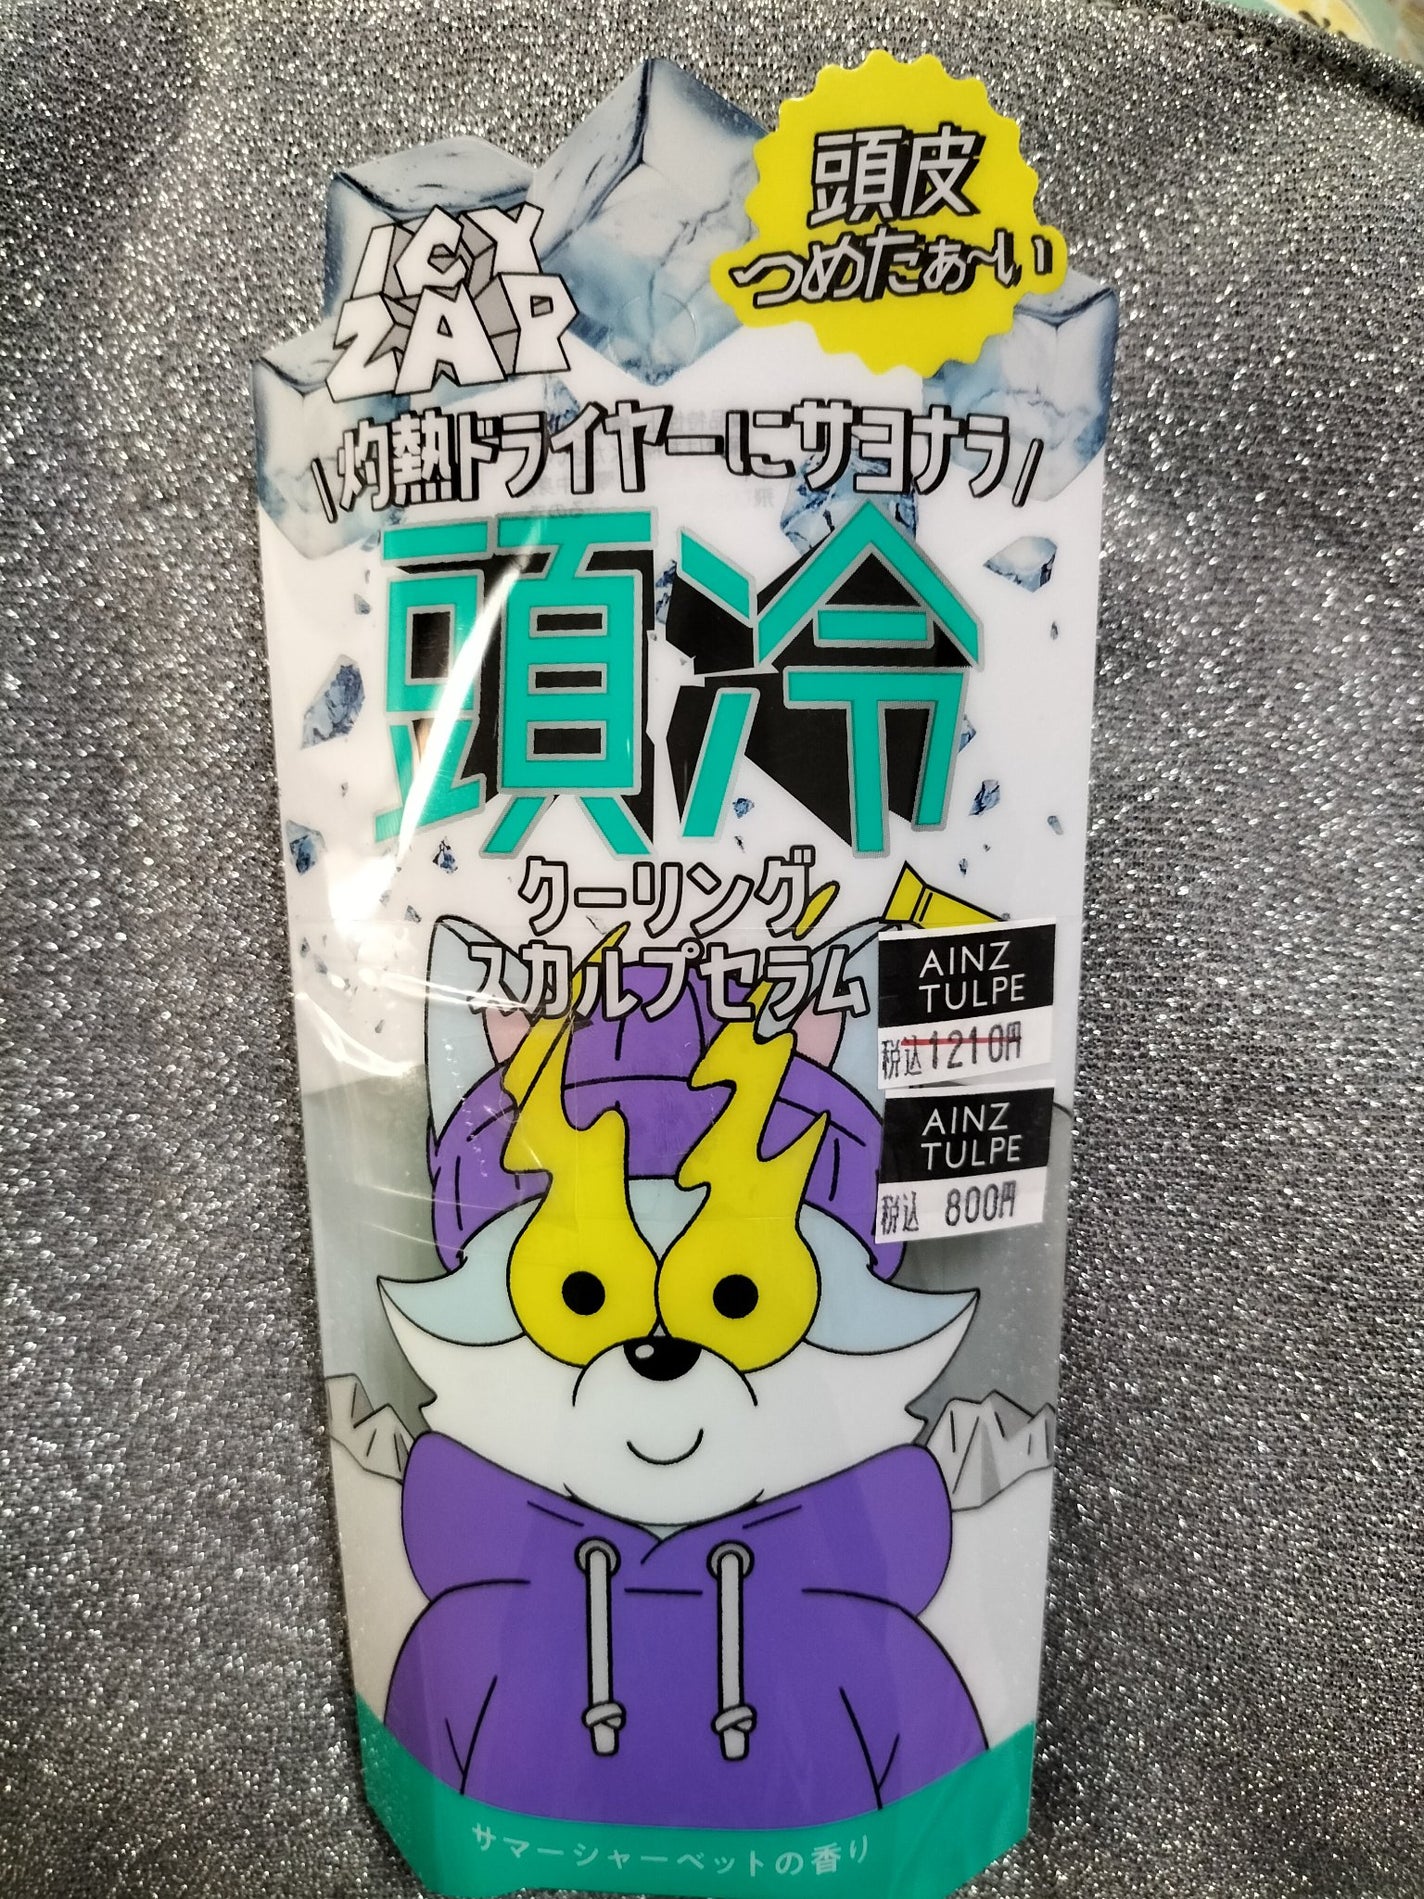 ICY
ZAP
頭皮
つめたぁ〜い
\灼熱ドライヤーにサヨナラ/
頭冷
クーリング
スカルプセラム
AINZ
TULPE
税込1210円
AINZ
TULPE
税込 800円
サマーシャーベットの香り